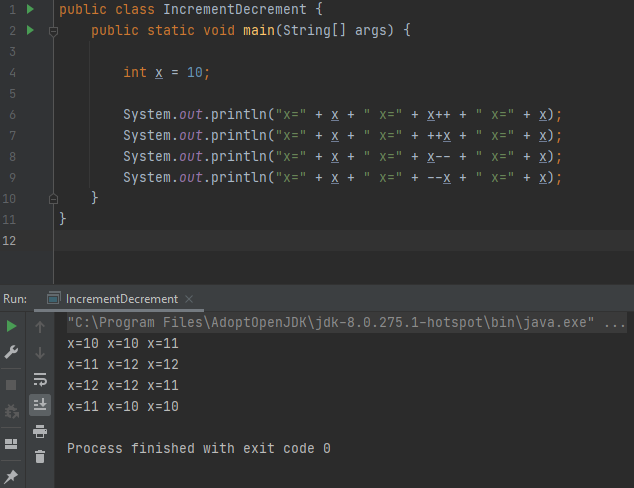 1 public class IncrementDecrement {
2 public static void main(String[] args) {
3
4 int x = 10;
5
6 System.out.println("x=" + x + " x=" + x++ + " x=" + x);
7 System.out.println("x=" + x + " x=" + ++x + " x=" + x);
8 System.out.println("x=" + x + " x=" + x-- + " x=" + x);
9 System.out.println("x=" + x + " x=" + --x + " x=" + x);
10 }
11 }
12
Run: IncrementDecrement ×
"C:\Program Files\AdoptOpenJDK\jdk-8.0.275.1-hotspot\bin\java.exe" ...
x=10 x=10 x=11
x=11 x=12 x=12
x=12 x=12 x=11
x=11 x=10 x=10
Process finished with exit code 0